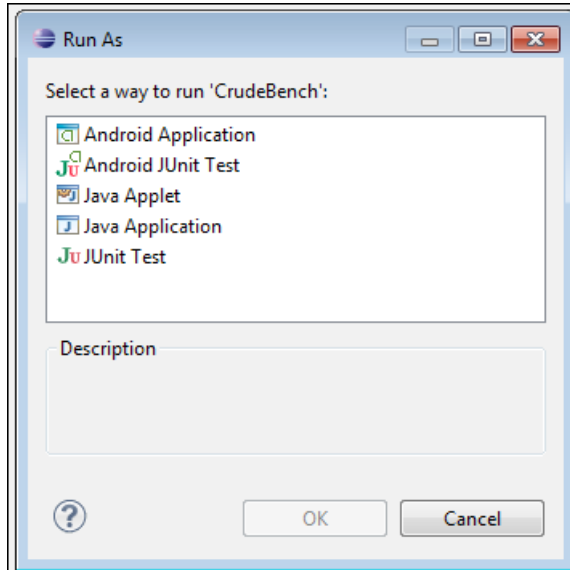 Run As
Select a way to run 'CrudeBench':
Android Application
Android JUnit Test
Java Applet
Java Application
JUnit Test
Description
OK
Cancel